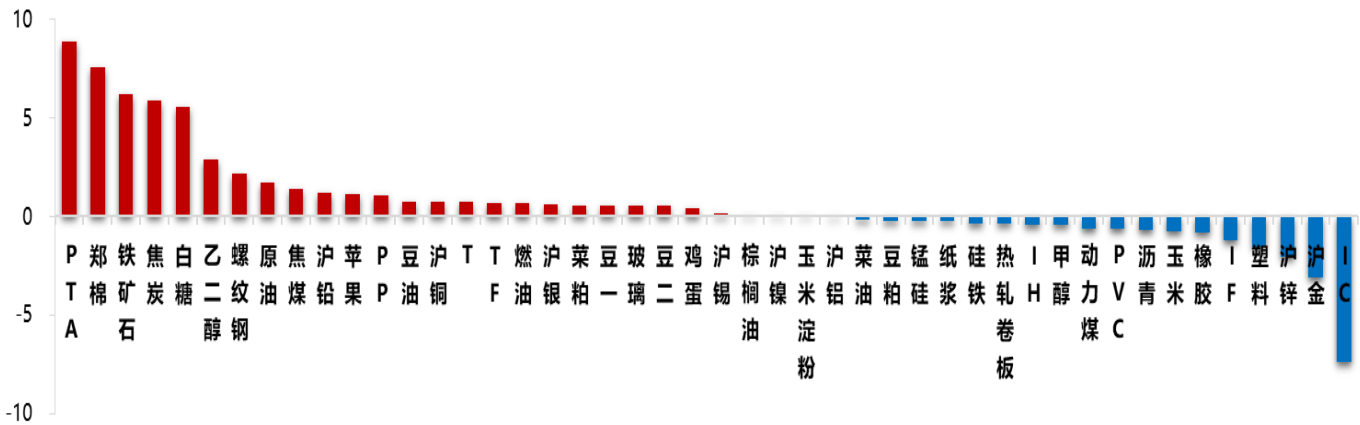 10
5
0
-5
-10
PTA
郑棉
铁矿石
焦炭
白糖
乙二醇
螺纹钢
原油
焦煤
沪铅
苹果
PP
豆油
沪铜
T
TF
燃油
沪银
菜粕
豆一
玻璃
豆二
鸡蛋
沪锡
棕榈油
沪镍
玉米淀粉
沪铝
菜油
豆粕
锰硅
纸浆
硅铁
热轧卷板
IH
甲醇
动力煤
PVC
沥青
玉米
橡胶
IF
塑料
沪锌
沪金
IC